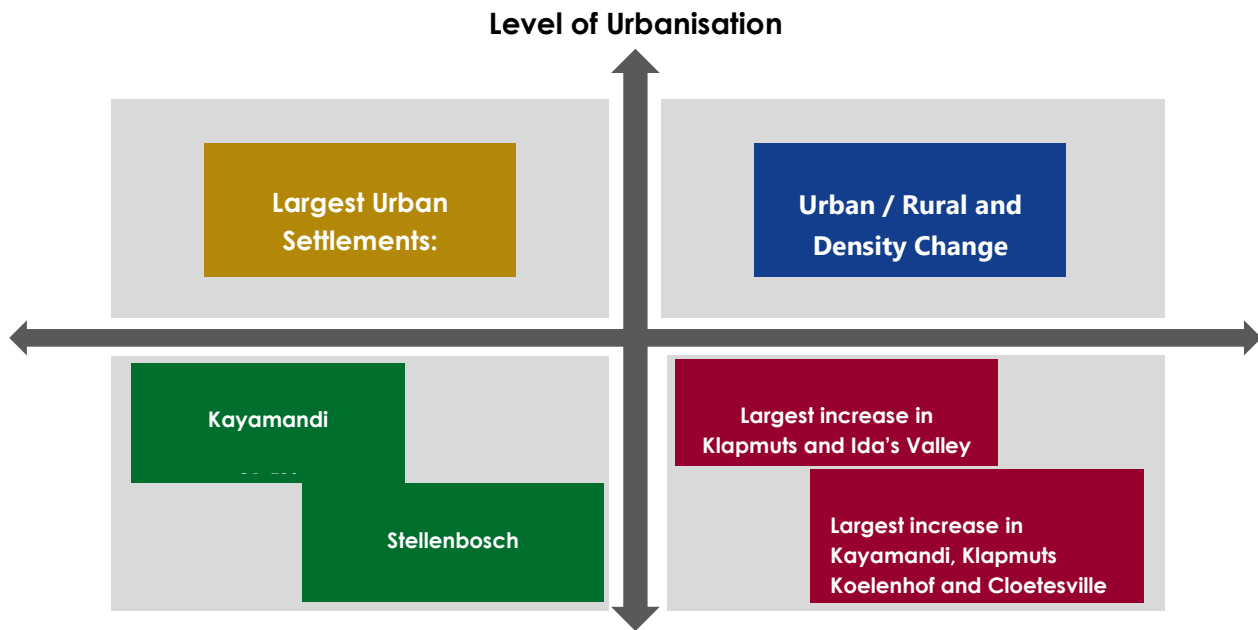 Level of Urbanisation
Largest Urban
Settlements:
Urban / Rural and
Density Change
Kayamandi
Stellenbosch
Largest increase in
Klapmuts and Ida’s Valley
Largest increase in
Kayamandi, Klapmuts
Koelenhof and Cloetesville